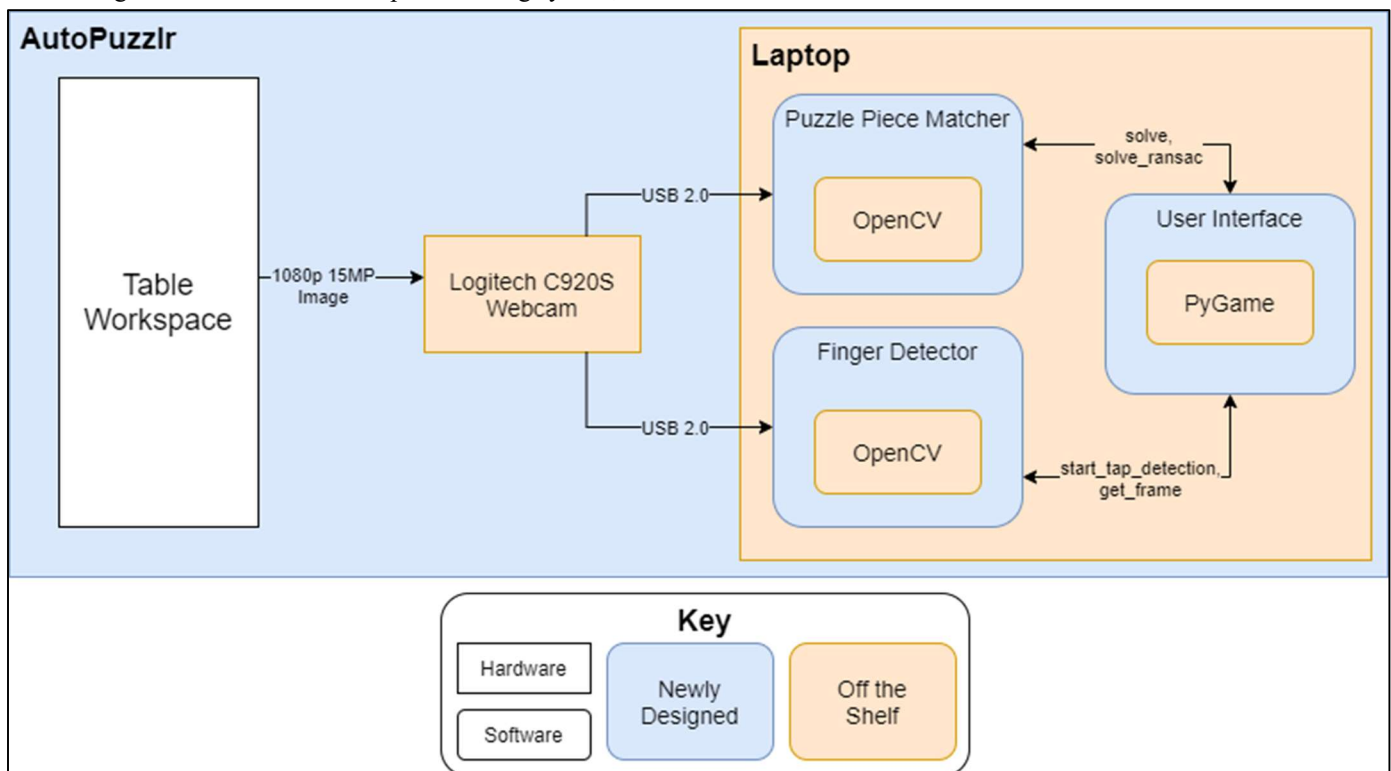 AutoPuzzlr
Table
Workspace
1080p 15MP
Image
Logitech C920S
Webcam
USB 2.0
USB 2.0
Laptop
Puzzle Piece Matcher
OpenCV
Finger Detector
OpenCV
solve,
solve_ransac
User Interface
PyGame
start_tap_detection,
get_frame
Key
Hardware
Software
Newly
Designed
Off the
Shelf